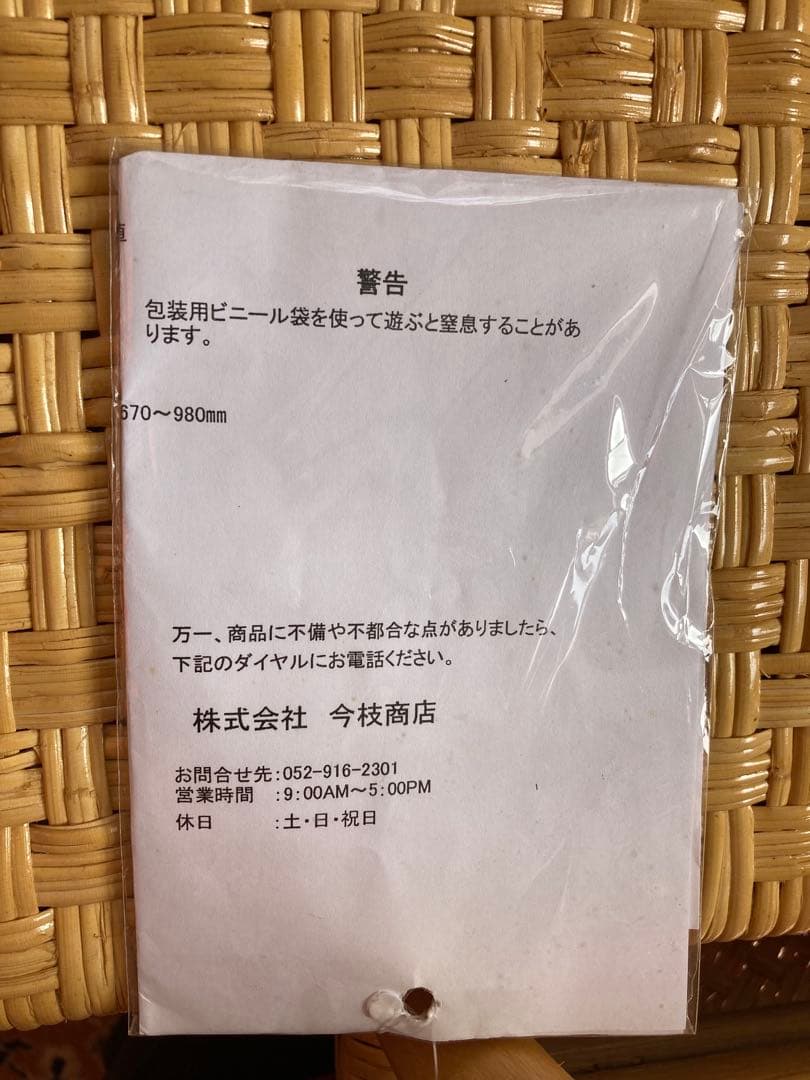 警告
包装用ビニール袋を使って遊ぶと窒息することがあ
ります。
670～980mm
万一、商品に不備や不都合な点がありましたら、
下記のダイヤルにお電話ください。
株式会社 今枝商店
お問合せ先:052-916-2301
営業時間 :9:00AM～5:00PM
休日 :土・日・祝日